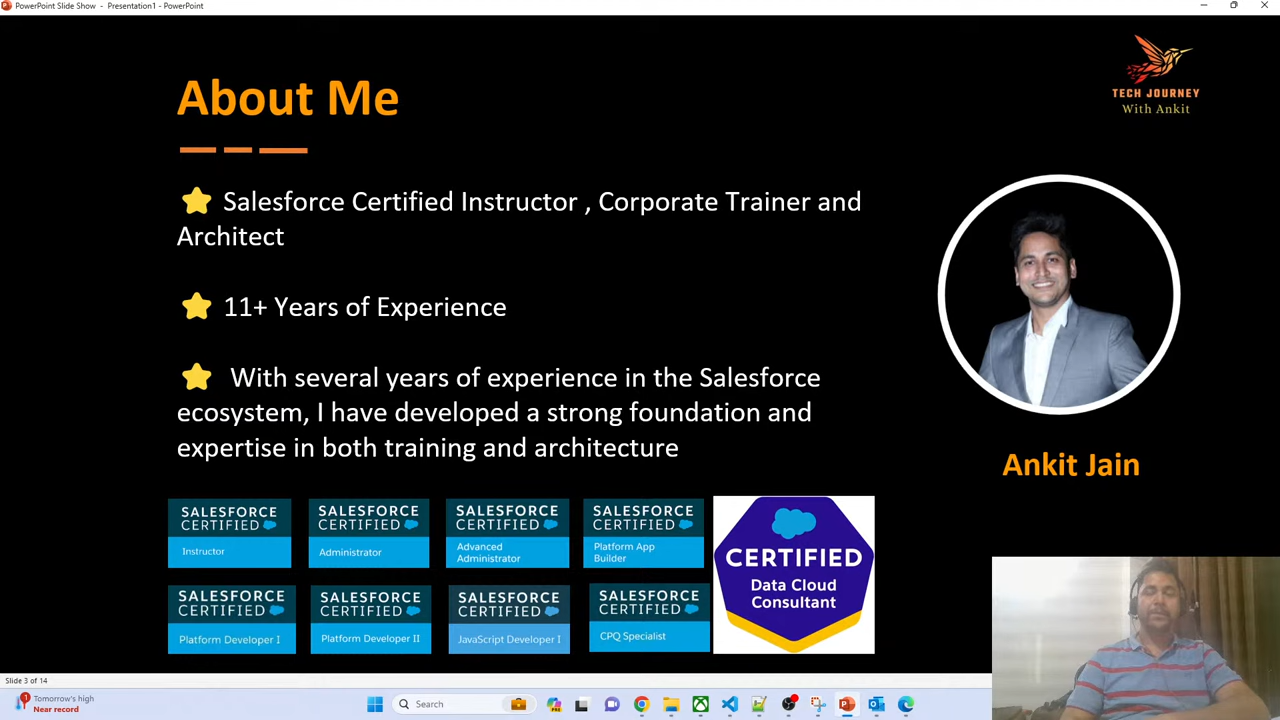 PowerPoint Slide Show - Presentation1 - PowerPoint
TECH JOURNEY
With Ankit
About Me
Salesforce Certified Instructor , Corporate Trainer and
Architect
11+ Years of Experience
With several years of experience in the Salesforce
ecosystem, I have developed a strong foundation and
expertise in both training and architecture
Ankit Jain
SALESFORCE
CERTIFIED
Instructor
SALESFORCE
CERTIFIED
Administrator
SALESFORCE
CERTIFIED
Advanced
Administrator
SALESFORCE
CERTIFIED
Platform App
Builder
CERTIFIED
Data Cloud
Consultant
SALESFORCE
CERTIFIED
Platform Developer I
SALESFORCE
CERTIFIED
Platform Developer II
SALESFORCE
CERTIFIED
JavaScript Developer I
SALESFORCE
CERTIFIED
CPQ Specialist
Slide 3 of 14
1
Tomorrow's high
Near record
Search
PRE